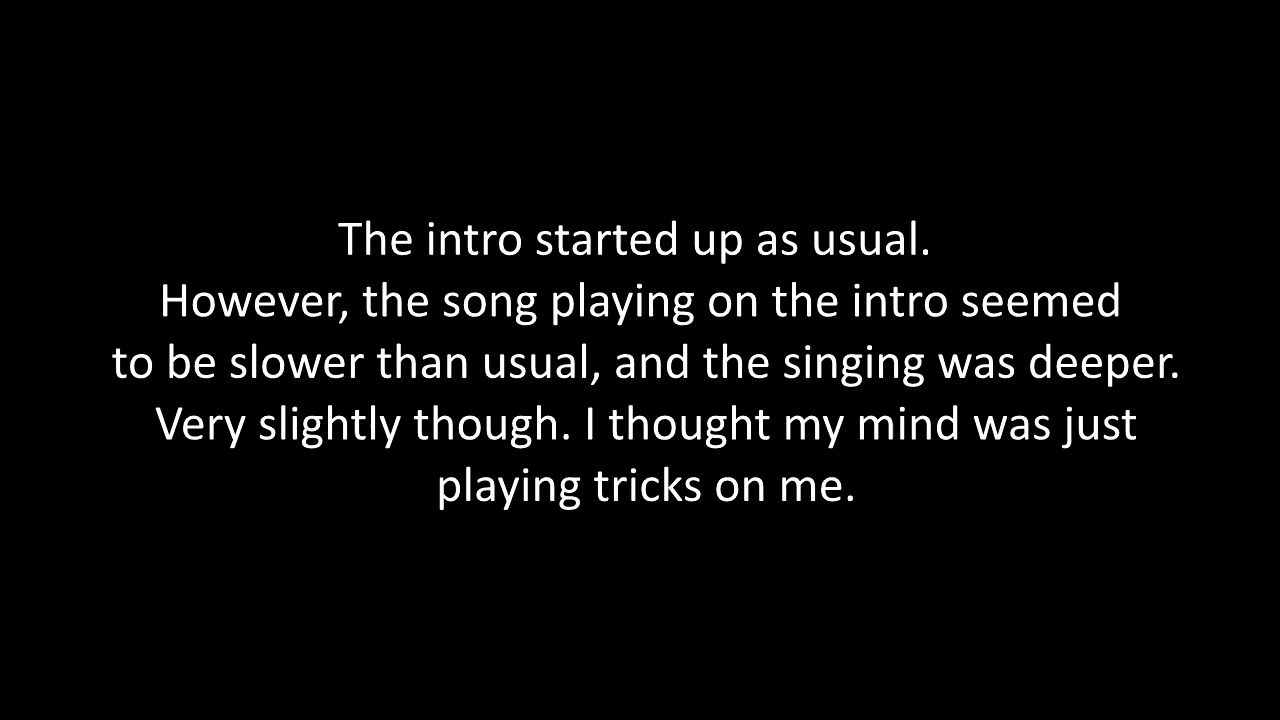 The intro started up as usual.
However, the song playing on the intro seemed
to be slower than usual, and the singing was deeper.
Very slightly though. I thought my mind was just
playing tricks on me.